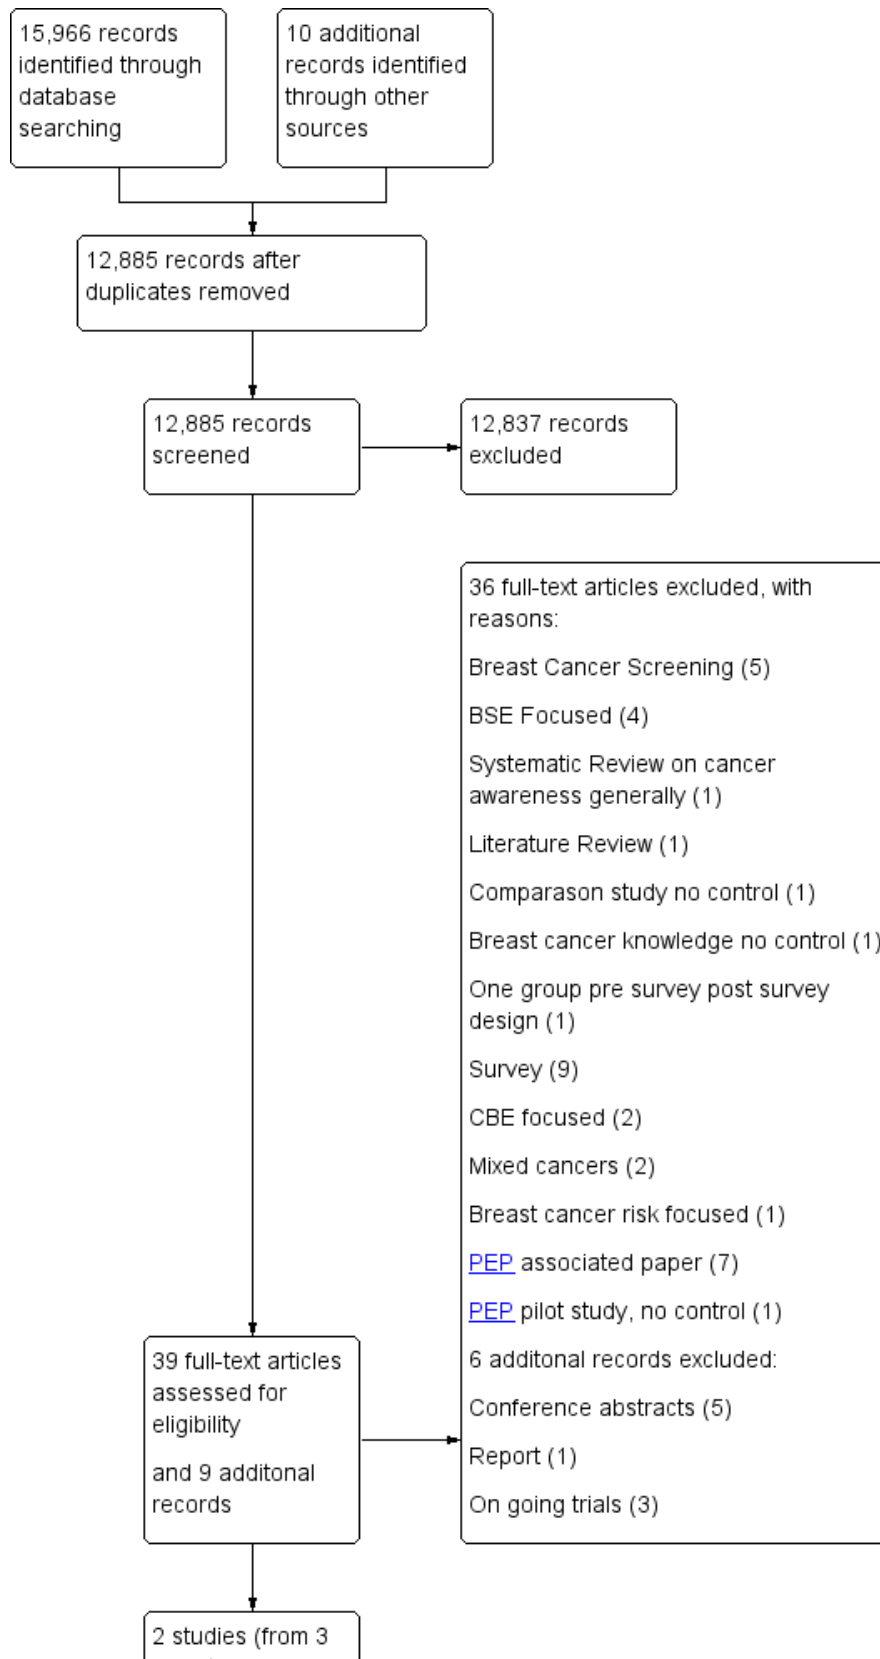 15,966 records
identified through
database
searching
10 additional
records identified
through other
sources
12,885 records after
duplicates removed
12,885 records
screened
12,837 records
excluded
36 full-text articles excluded, with
reasons:
Breast Cancer Screening (5)
BSE Focused (4)
Systematic Review on cancer
awareness generally (1)
Literature Review (1)
Comparason study no control (1)
Breast cancer knowledge no control (1)
One group pre survey post survey
design (1)
Survey (9)
CBE focused (2)
Mixed cancers (2)
Breast cancer risk focused (1)
PEP associated paper (7)
PEP pilot study, no control (1)
6 additonal records excluded:
Conference abstracts (5)
Report (1)
On going trials (3)
39 full-text articles
assessed for
eligibility
and 9 additonal
records
2 studies (from 3